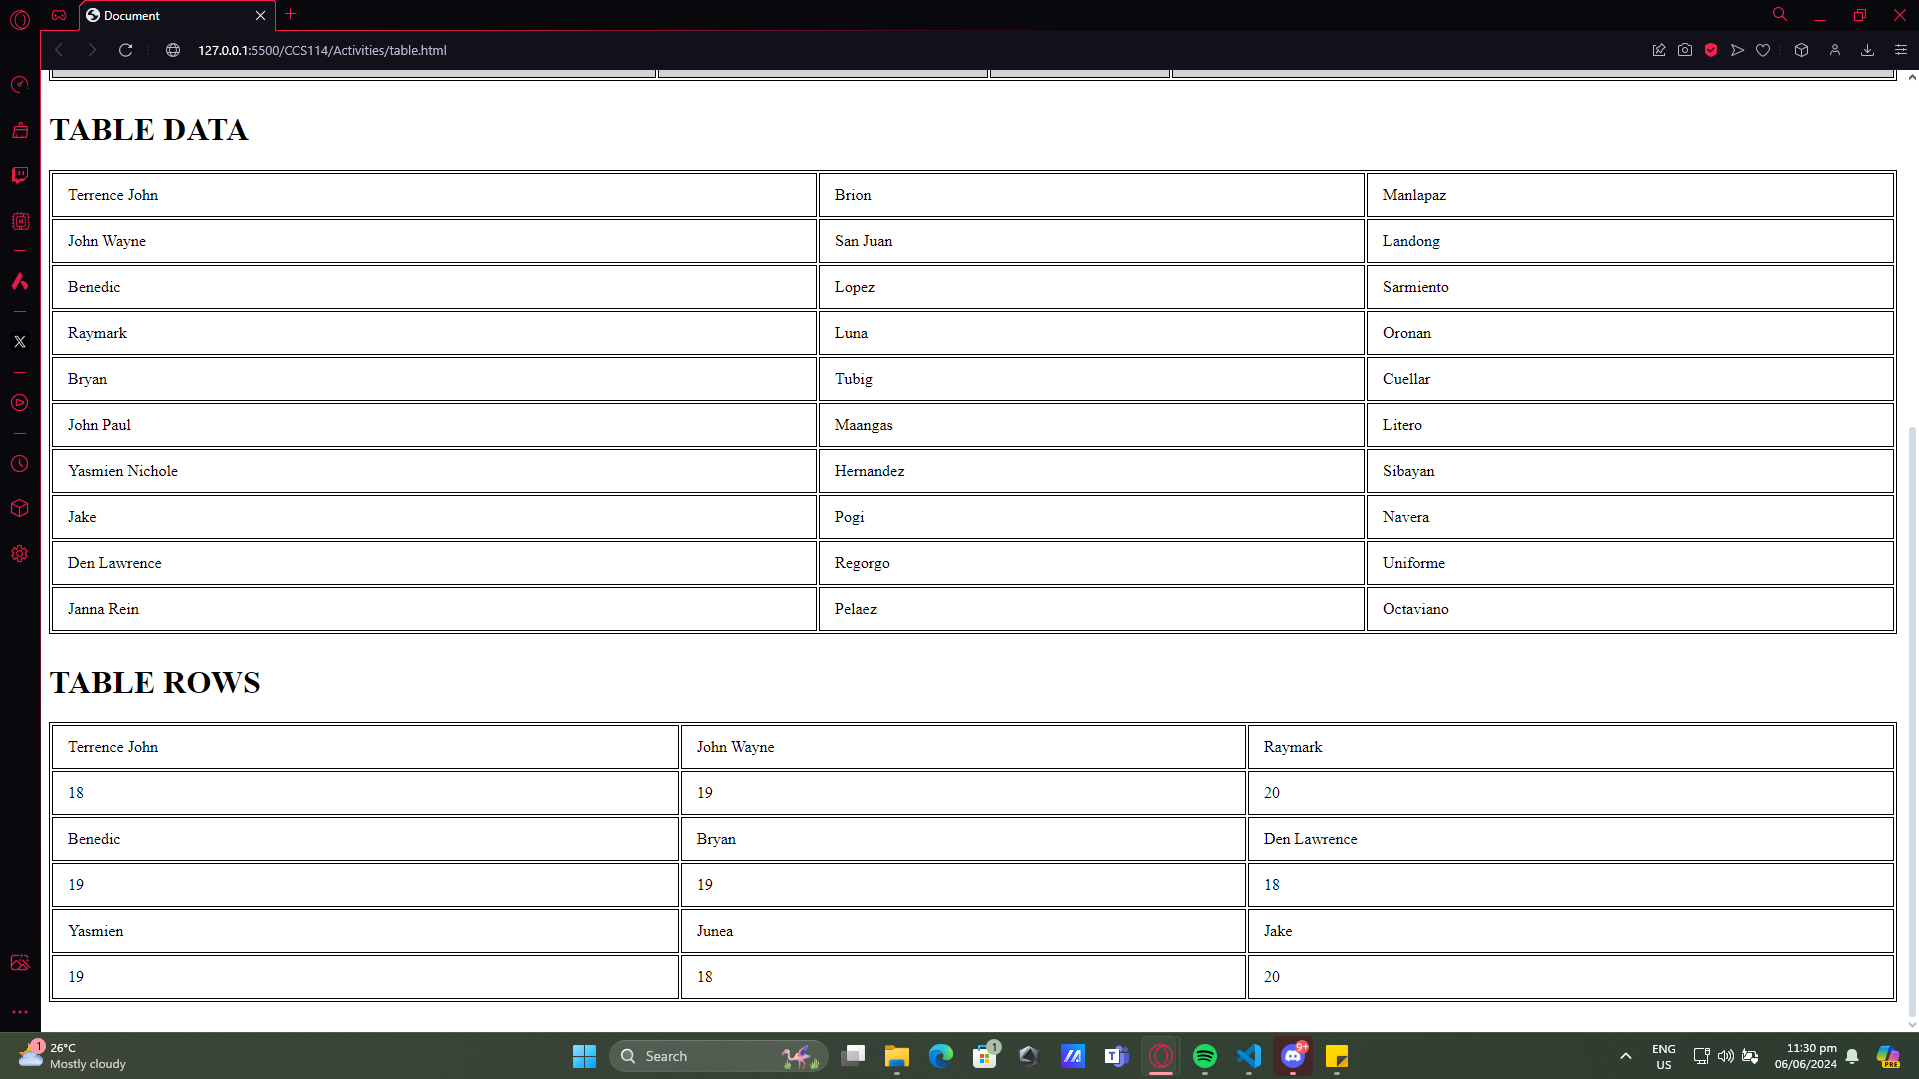 Document
127.0.0.1:5500/CCS114/Activities/table.html
TABLE DATA
Terrence John Brion Manlapaz
John Wayne San Juan Landong
Benedic Lopez Sarmiento
Raymark Luna Oronan
Bryan Tubig Cuellar
John Paul Maangas Litero
Yasmien Nichole Hernandez Sibayan
Jake Pogi Navera
Den Lawrence Regorgo Uniforme
Janna Rein Pelaez Octaviano
TABLE ROWS
Terrence John John Wayne Raymark
18 19 20
Benedic Bryan Den Lawrence
19 19 18
Yasmien Junea Jake
19 18 20
1
26°C
Mostly cloudy
Search
1
9+
ENG
US
11:30 pm
06/06/2024
PRE